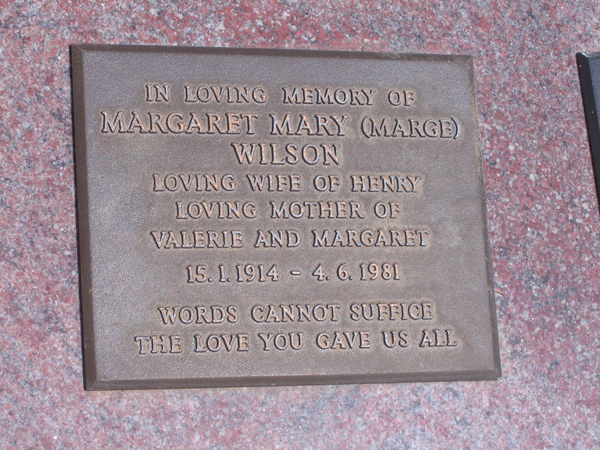 IN LOVING MEMORY OF
MARGARET MARY (MARGE)
WILSON
LOVING WIFE OF HENRY
LOVING MOTHER OF
VALERIE AND MARGARET
15.1.1914 - 4.6.1981
WORDS CANNOT SUFFICE
THE LOVE YOU GAVE US ALL